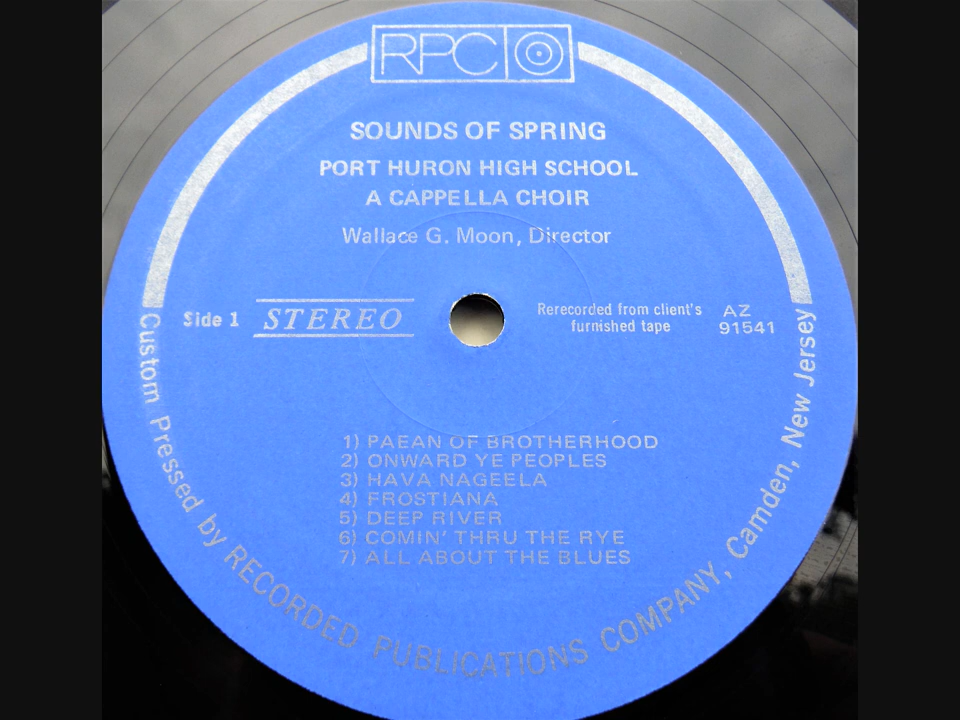 RPC
SOUNDS OF SPRING
PORT HURON HIGH SCHOOL
A CAPPELLA CHOIR
Wallace G. Moon, Director
Side 1
STEREO
Rerecorded from client's
furnished tape
AZ
91541
1) PAEAN OF BROTHERHOOD
2) ONWARD YE PEOPLES
3) HAVA NAGEELA
4) FROSTIANA
5) DEEP RIVER
6) COMIN' THRU THE RYE
7) ALL ABOUT THE BLUES
Custom Pressed by RECORDED PUBLICATIONS COMPANY, Camden, New Jersey